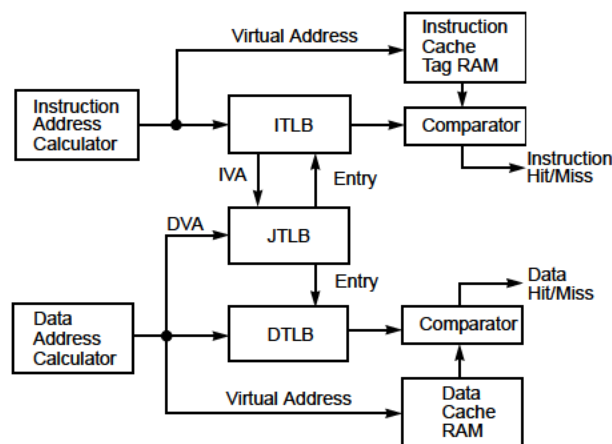 Virtual Address
Instruction
Cache
Tag RAM
Instruction
Address
Calculator
ITLB
Comparator
Instruction
Hit/Miss
IVA
Entry
DVA
JTLB
Entry
Data
Hit/Miss
Data
Address
Calculator
DTLB
Comparator
Virtual Address
Data
Cache
RAM